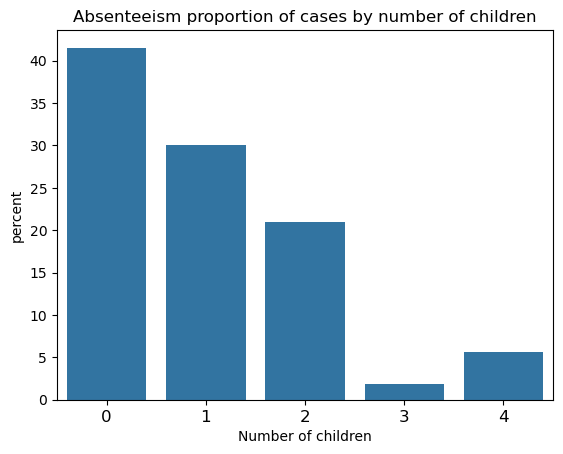 Absenteeism proportion of cases by number of children
40
35
30
25
20
15
10
5
0
percent
0 1 2 3 4
Number of children